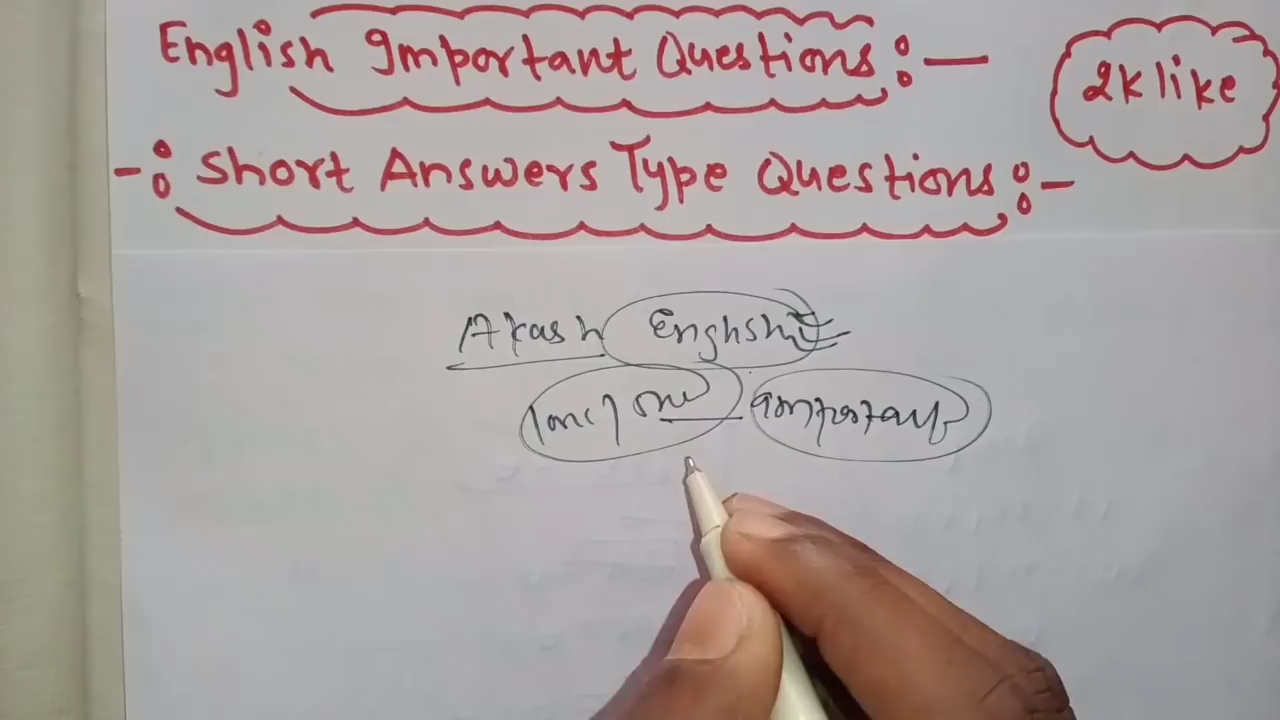 English Important Questions :-
2K like
-: Short Answers Type Questions :-
Akash English
Important